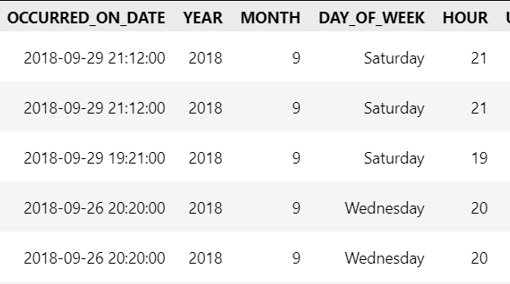 OCCURRED_ON_DATE YEAR MONTH DAY_OF_WEEK HOUR
2018-09-29 21:12:00 2018 9 Saturday 21
2018-09-29 21:12:00 2018 9 Saturday 21
2018-09-29 19:21:00 2018 9 Saturday 19
2018-09-26 20:20:00 2018 9 Wednesday 20
2018-09-26 20:20:00 2018 9 Wednesday 20